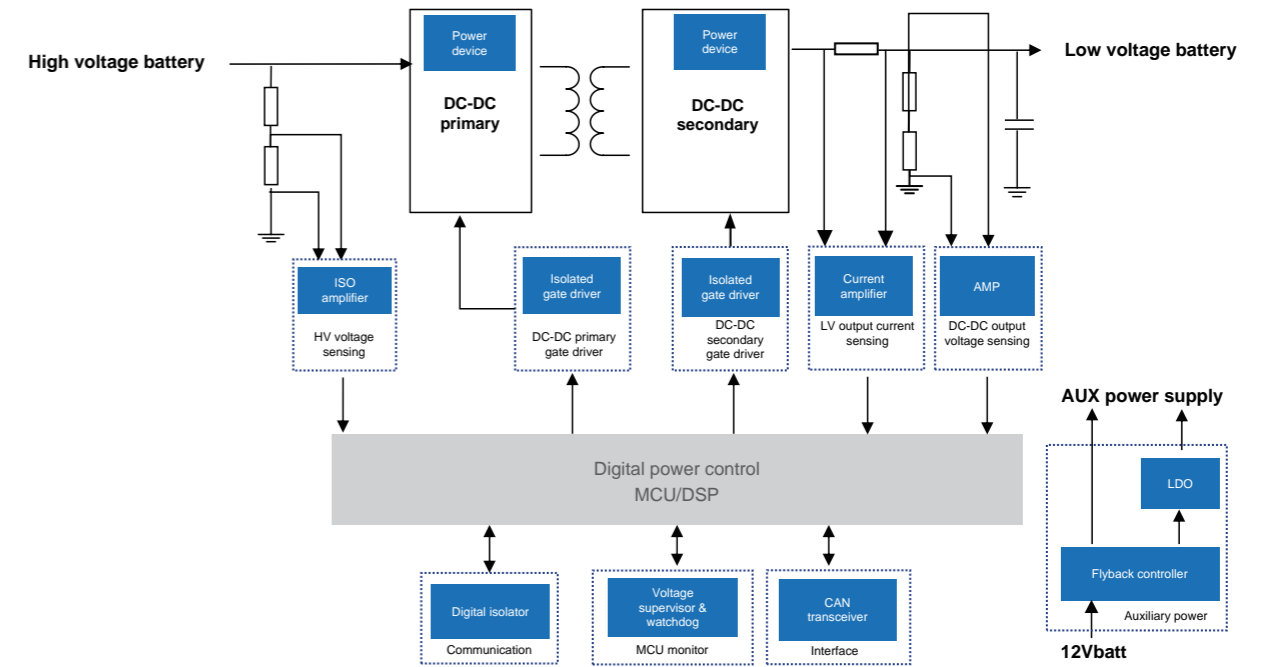 Power
device
Power
device
High voltage battery
Low voltage battery
DC-DC
primary
DC-DC
secondary
ISO
amplifier
HV voltage
sensing
Isolated
gate driver
DC-DC primary
gate driver
Isolated
gate driver
DC-DC
secondary
gate driver
Current
amplifier
LV output current
sensing
AMP
DC-DC output
voltage sensing
AUX power supply
Digital power control
MCU/DSP
LDO
Flyback controller
Auxiliary power
12Vbatt
Digital isolator
Communication
Voltage
supervisor &
watchdog
MCU monitor
CAN
transceiver
Interface